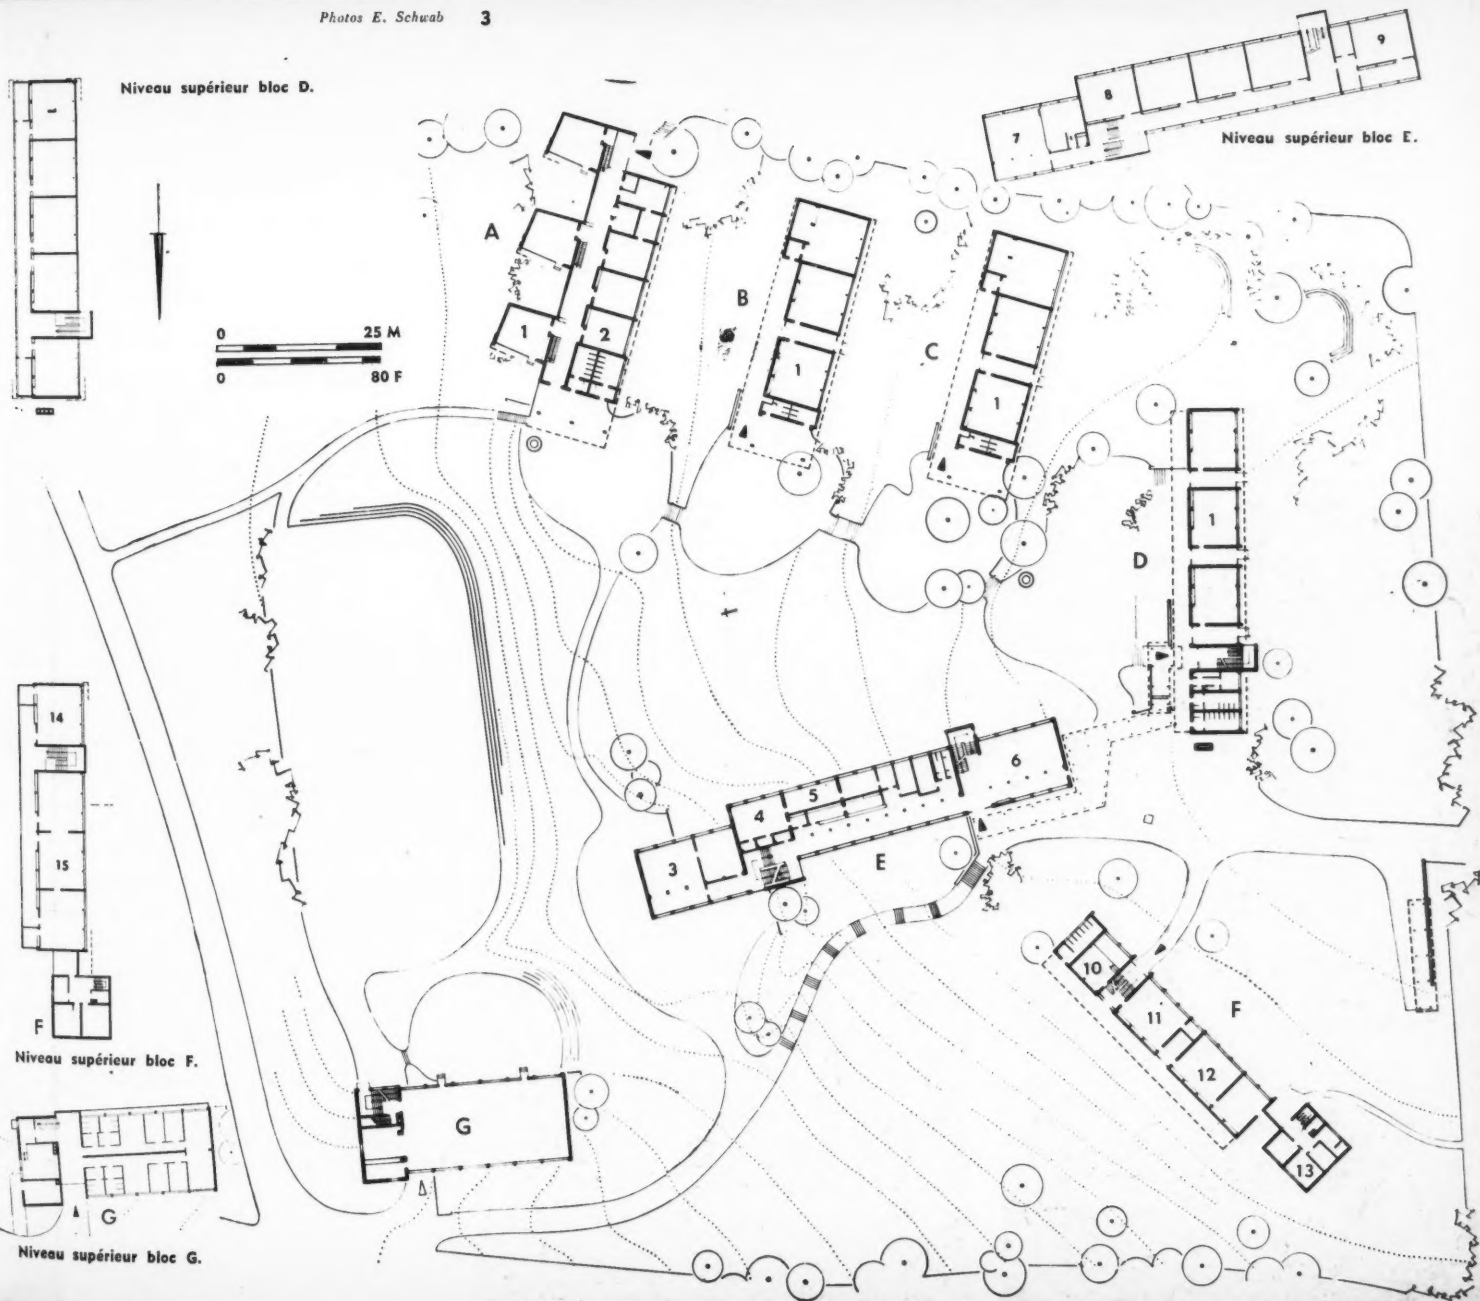 Photos E. Schwab 3
Niveau supérieur bloc D.
1
9
8
7
Niveau supérieur bloc E.
A
B
C
1
2
1
1
0 25 M
0 80 F
D
1
14
15
F
Niveau supérieur bloc F.
6
5
4
3
E
10
11
12
13
F
G
G
Niveau supérieur bloc G.